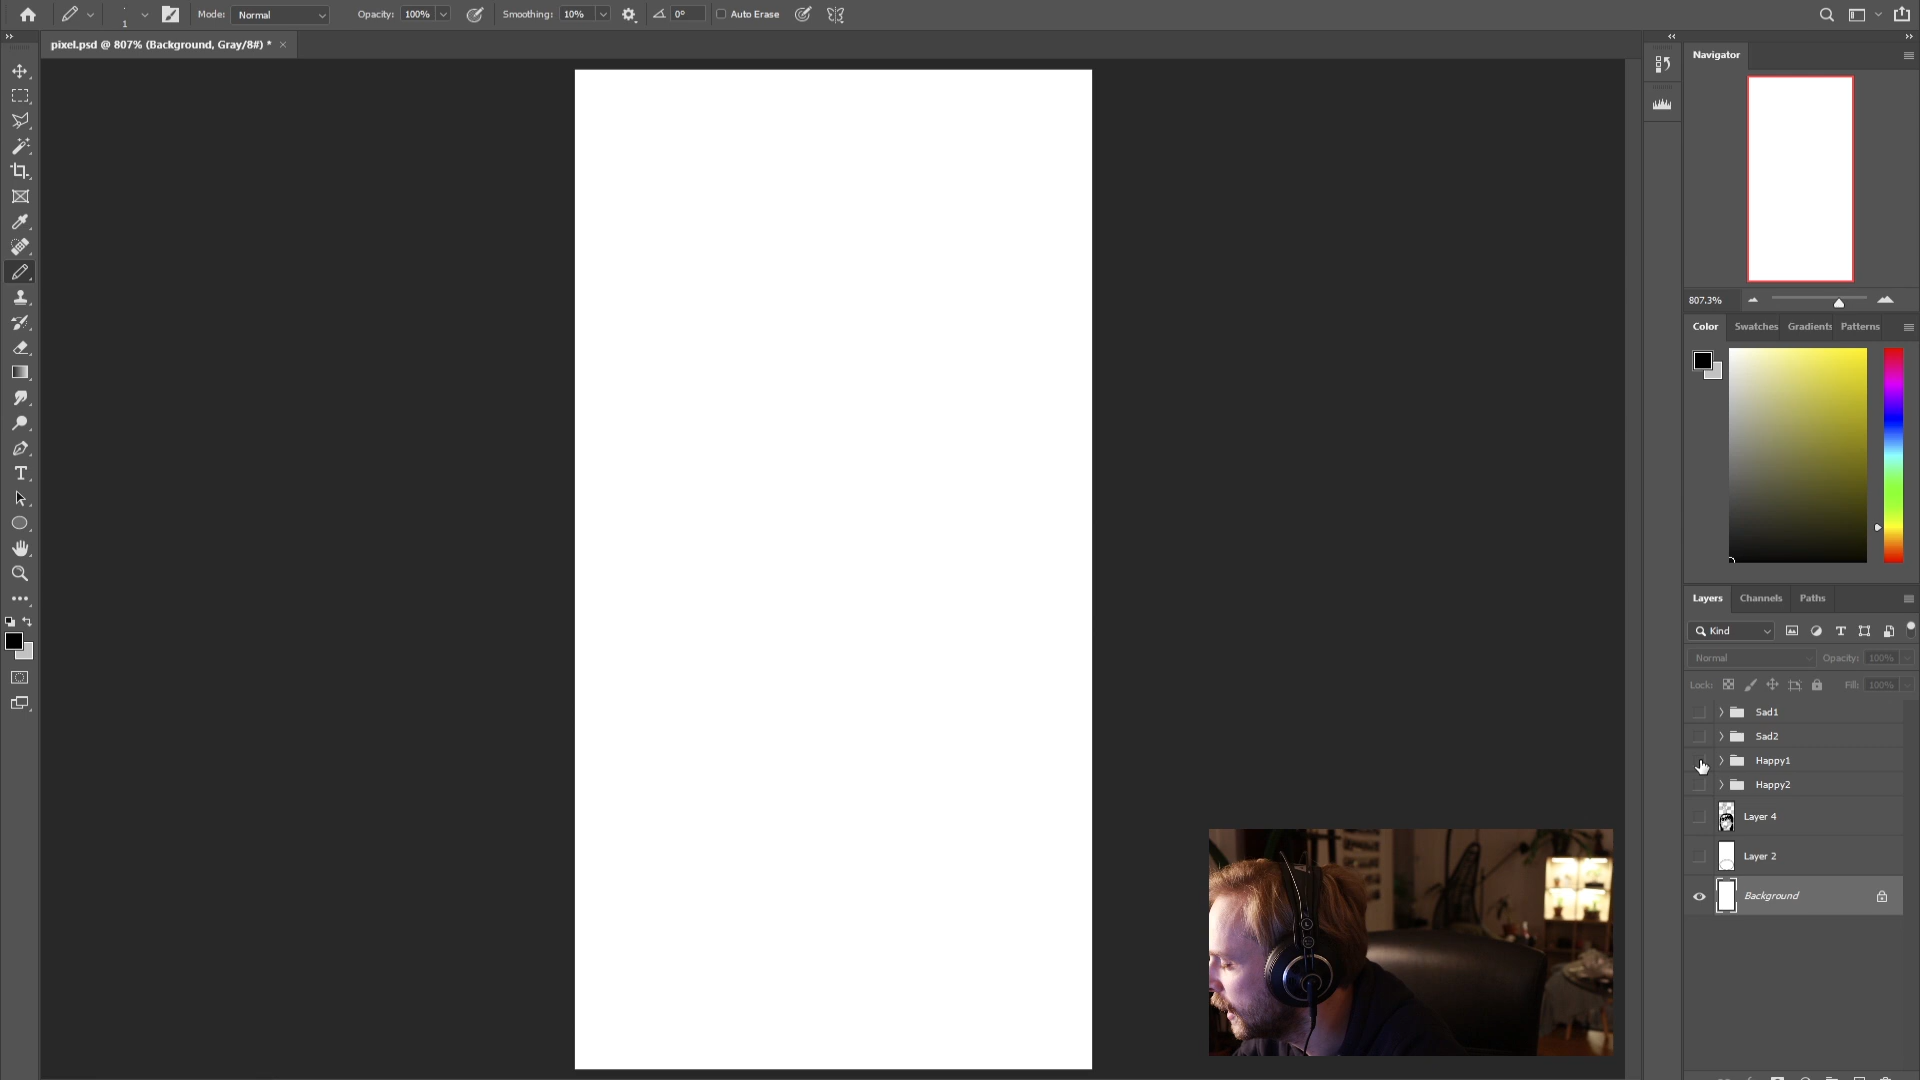 Mode: Normal Opacity: 100% Smoothing: 10% 0° Auto Erase
1
pixel.psd @ 807% (Background, Gray/8#) *
Navigator
807.3%
Color Swatches Gradients Patterns
Layers Channels Paths
Kind
Normal Opacity: 100%
Lock: Fill: 100%
Sad1
Sad2
Happy1
Happy2
Layer 4
Layer 2
Background